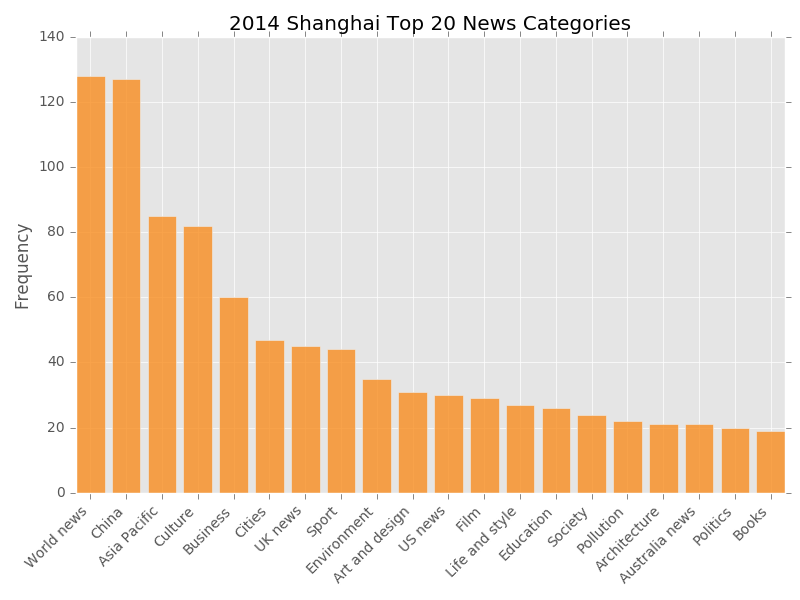 2014 Shanghai Top 20 News Categories
Frequency
140
120
100
80
60
40
20
0
World news
China
Asia Pacific
Culture
Business
Cities
UK news
Sport
Environment
Art and design
US news
Film
Life and style
Education
Society
Pollution
Architecture
Australia news
Politics
Books